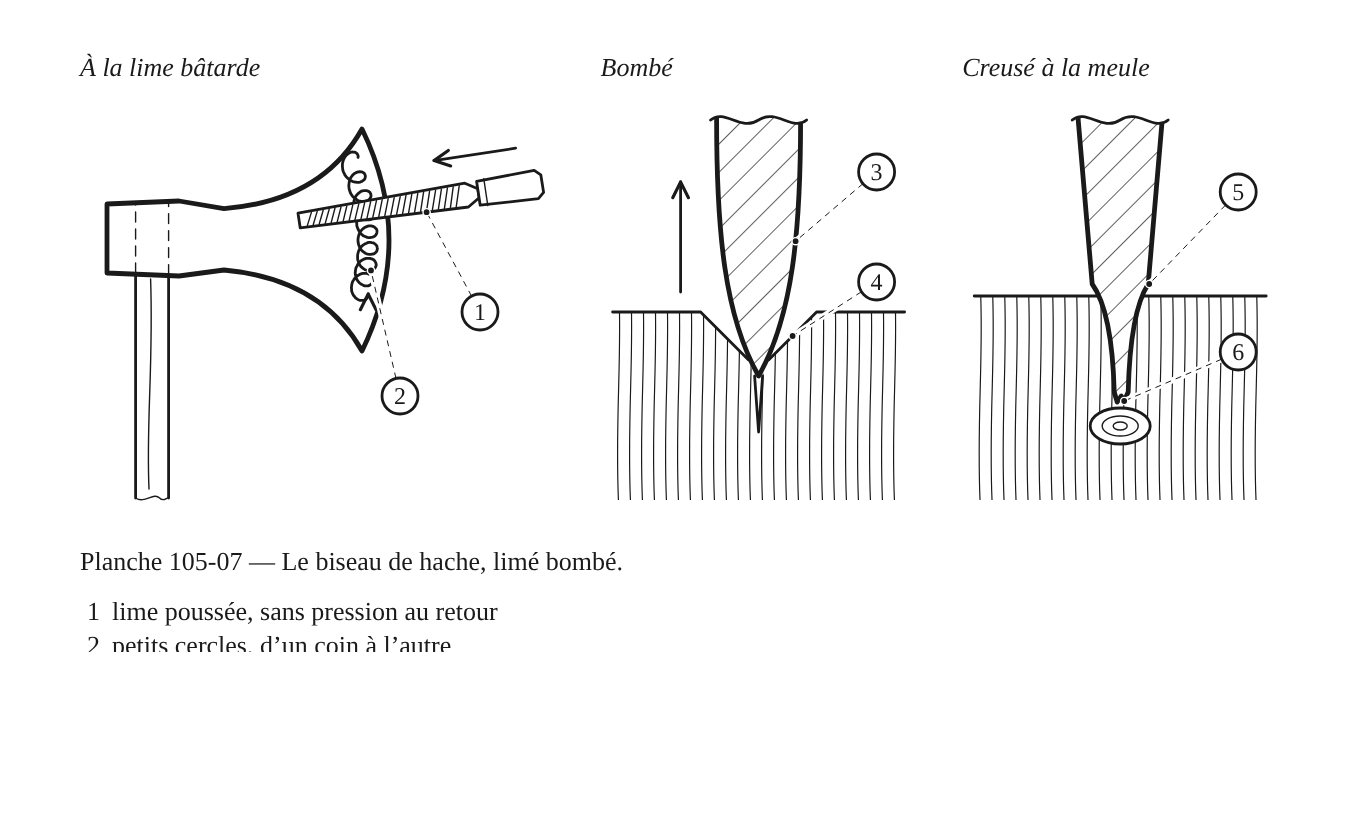 À la lime bâtarde
Bombé
Creusé à la meule
3
5
4
1
6
2
Planche 105-07 — Le biseau de hache, limé bombé.
1 lime poussée, sans pression au retour
2 petits cercles, d’un coin à l’autre